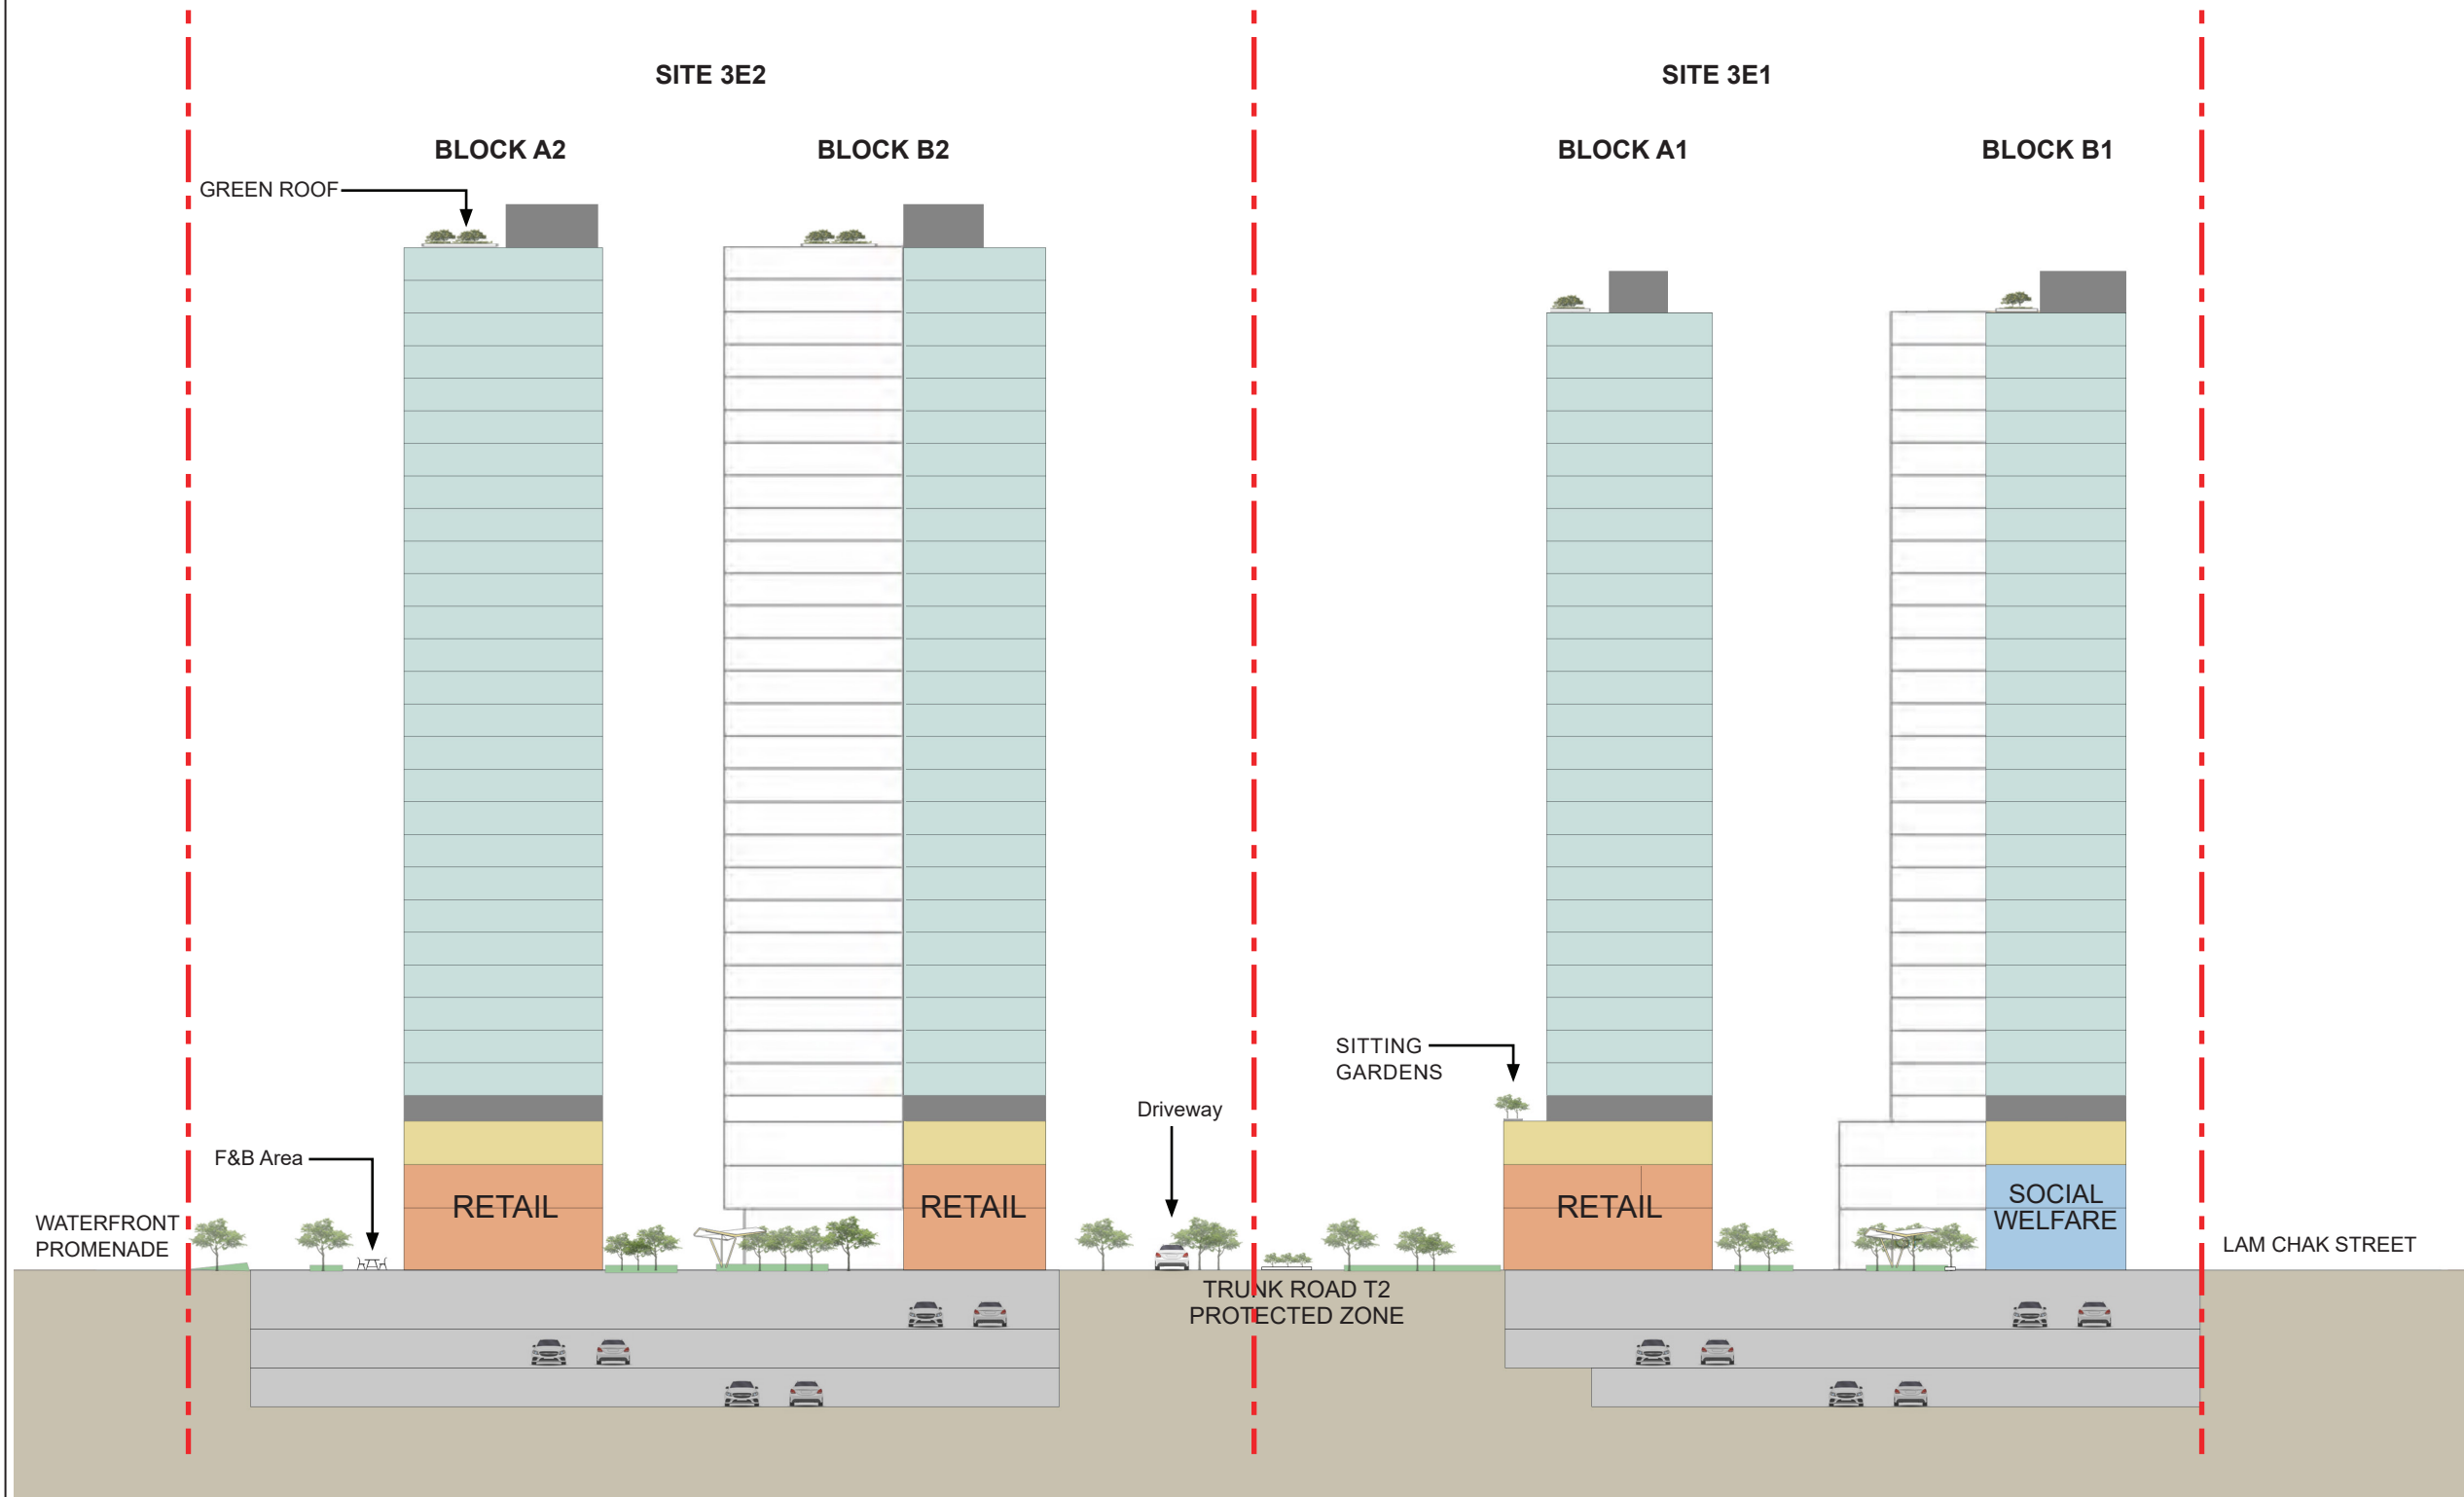 SITE 3E2
SITE 3E1
BLOCK A2
BLOCK B2
BLOCK A1
BLOCK B1
GREEN ROOF
SITTING
GARDENS
Driveway
F&B Area
RETAIL
RETAIL
RETAIL
SOCIAL
WELFARE
WATERFRONT
PROMENADE
LAM CHAK STREET
TRUNK ROAD T2
PROTECTED ZONE